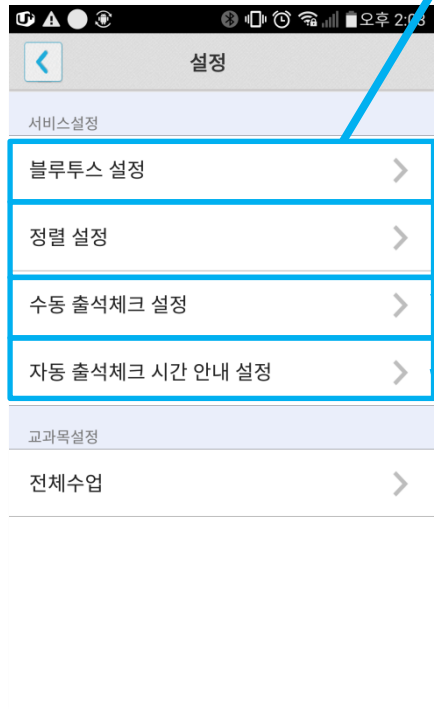 오후 2:03
설정
서비스설정
블루투스 설정
정렬 설정
수동 출석체크 설정
자동 출석체크 시간 안내 설정
교과목설정
전체수업